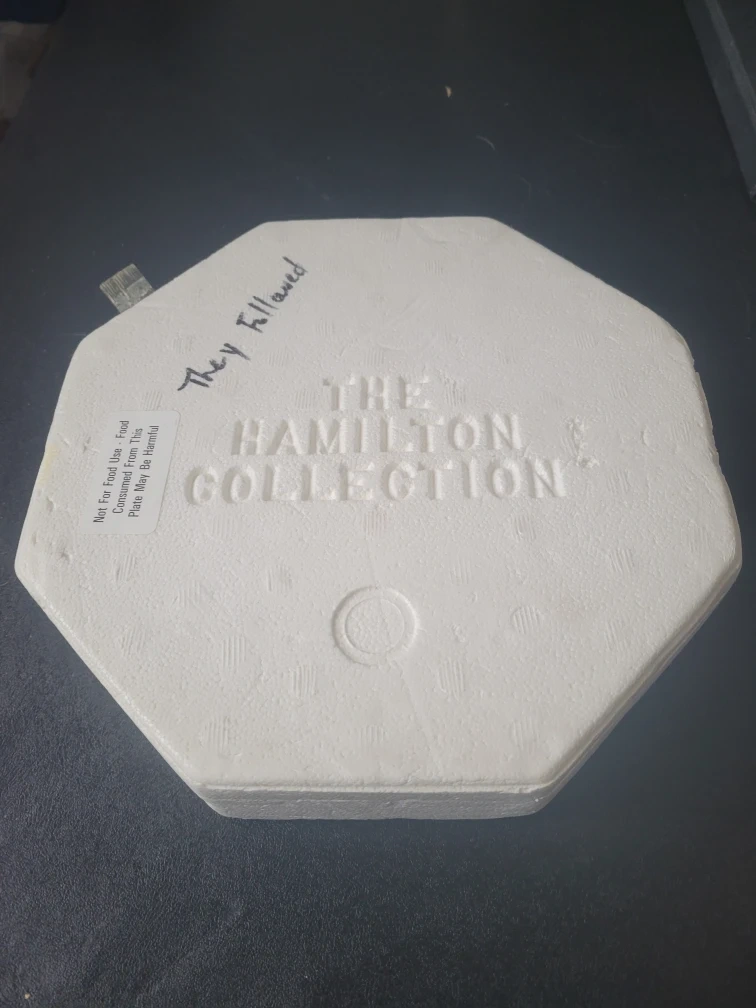 They Followed
THE
HAMILTON
COLLECTION
Not For Food Use - Food
Consumed From This
Plate May Be Harmful